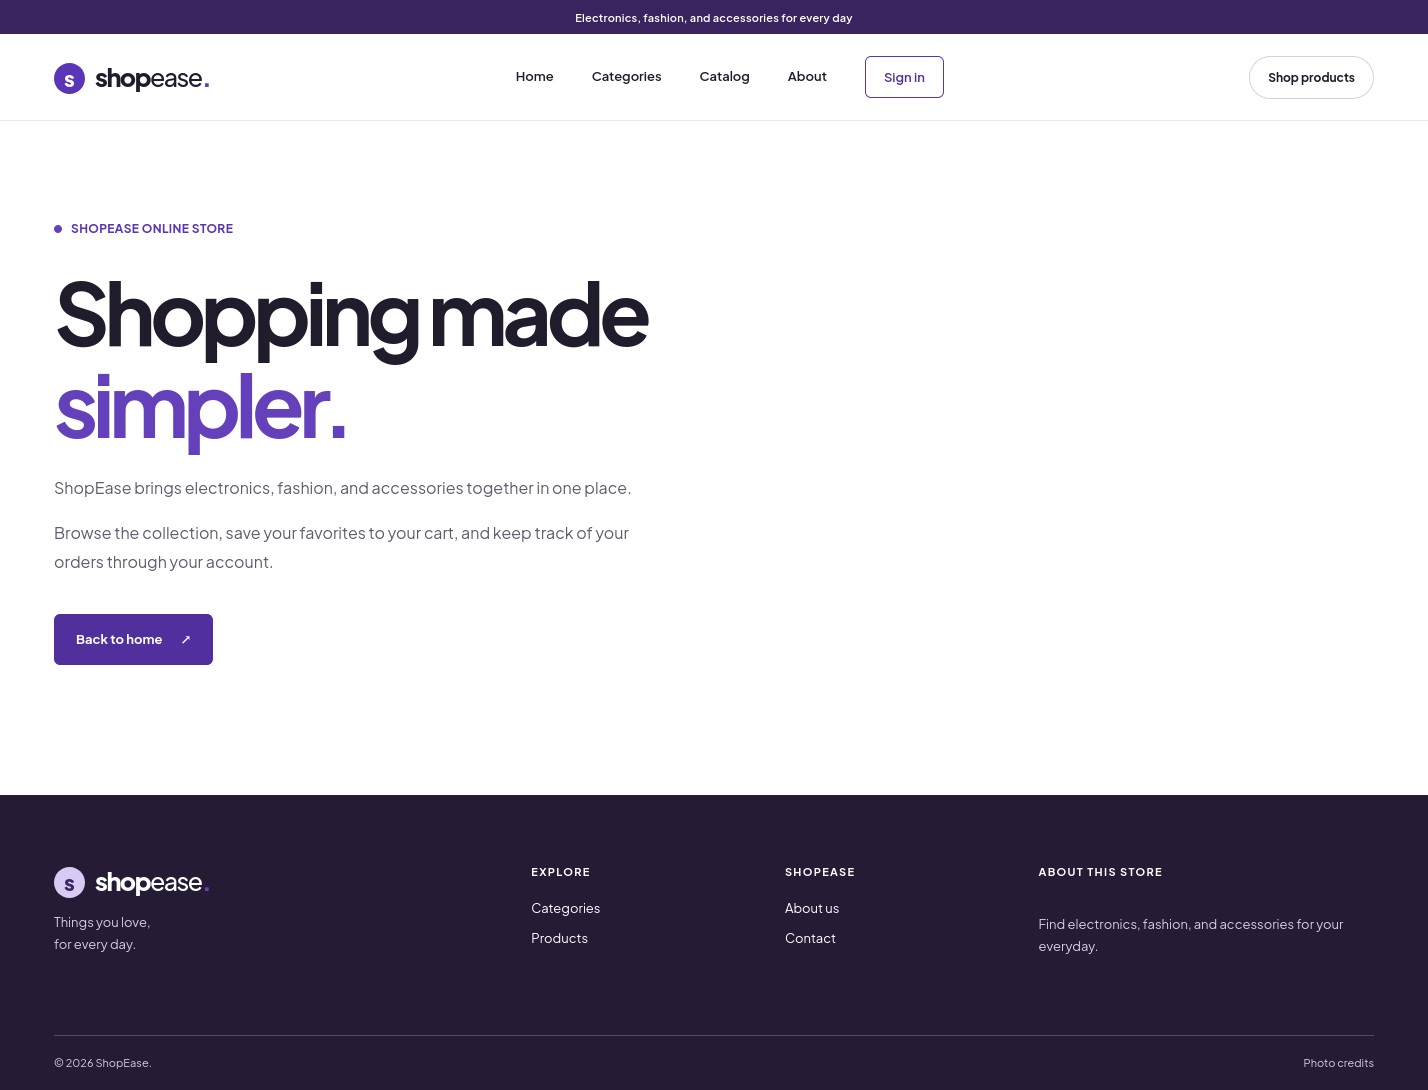 Electronics, fashion, and accessories for every day
s shopease.
Home Categories Catalog About Sign in Shop products
SHOPEASE ONLINE STORE
Shopping made
simpler.
ShopEase brings electronics, fashion, and accessories together in one place.
Browse the collection, save your favorites to your cart, and keep track of your
orders through your account.
Back to home ↗
s shopease.
Things you love,
for every day.
EXPLORE
Categories
Products
SHOPEASE
About us
Contact
ABOUT THIS STORE
Find electronics, fashion, and accessories for your
everyday.
© 2026 ShopEase.
Photo credits